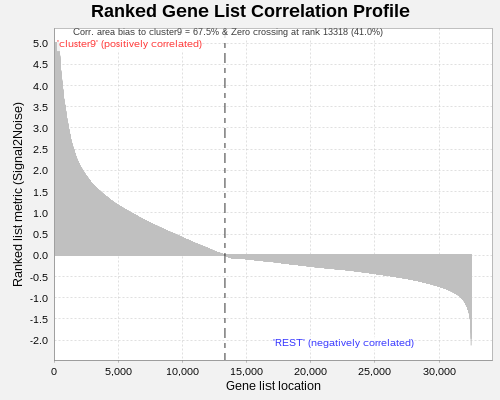 Ranked Gene List Correlation Profile
Corr. area bias to cluster9 = 67.5% & Zero crossing at rank 13318 (41.0%)
'cluster9' (positively correlated)
5.0
4.5
4.0
3.5
3.0
2.5
2.0
1.5
1.0
0.5
0.0
-0.5
-1.0
-1.5
-2.0
Ranked list metric (Signal2Noise)
'REST' (negatively correlated)
0 5,000 10,000 15,000 20,000 25,000 30,000
Gene list location